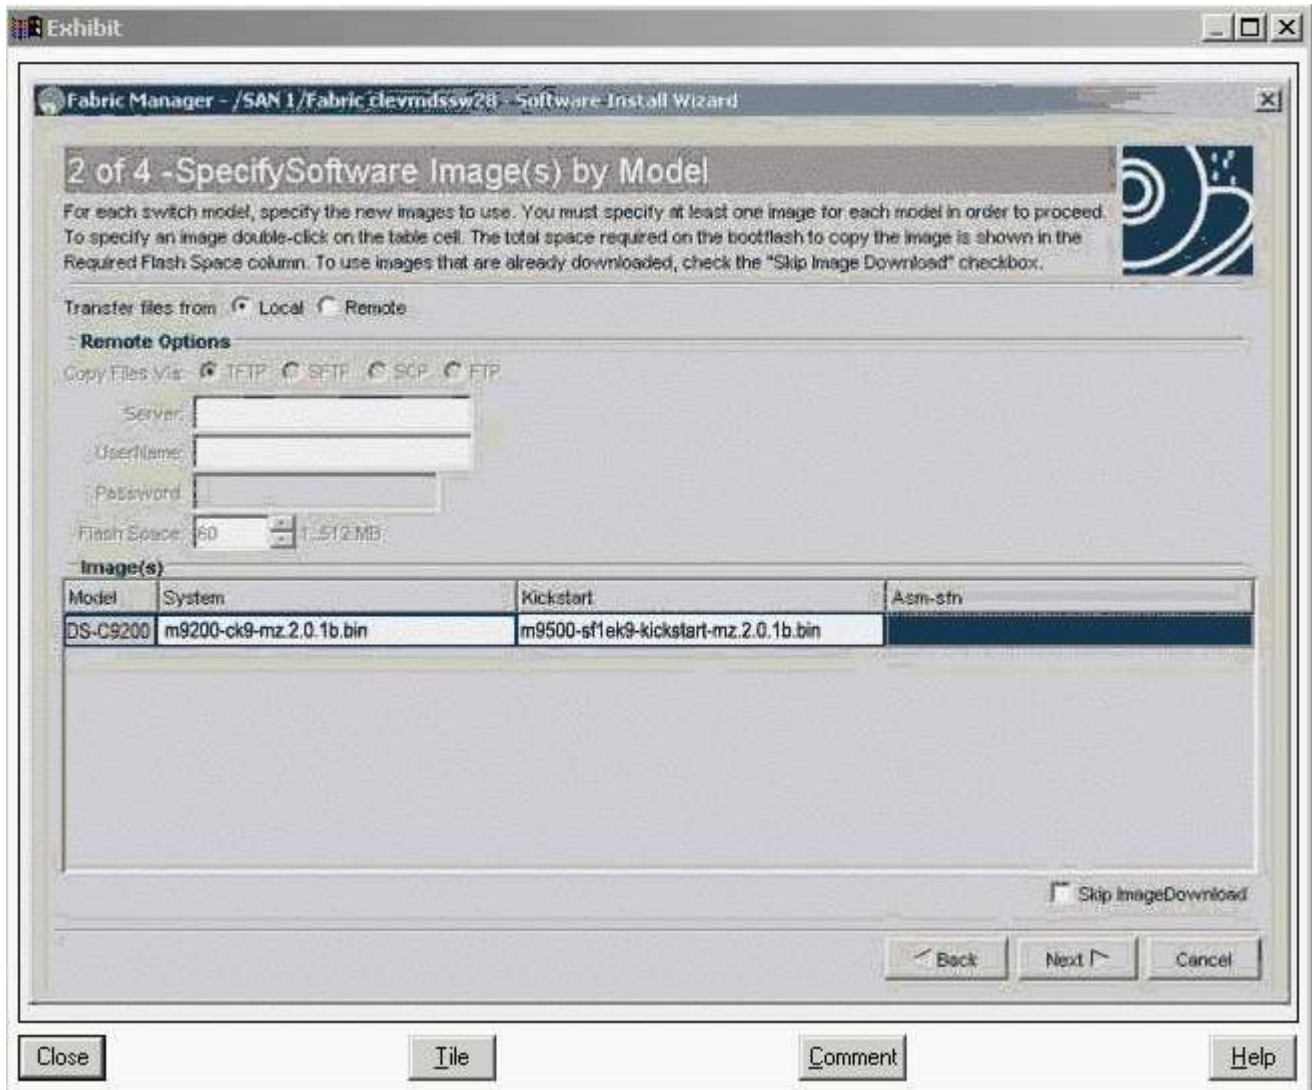 Exhibit
Fabric Manager - /SAN 1/Fabric clevmdssw28 - Software Install Wizard
2 of 4 -SpecifySoftware Image(s) by Model
For each switch model, specify the new images to use. You must specify at least one image for each model in order to proceed.
To specify an image double-click on the table cell. The total space required on the bootflash to copy the image is shown in the
Required Flash Space column. To use images that are already downloaded, check the "Skip Image Download" checkbox.
Transfer files from Local Remote
Remote Options
Copy Files Via: TFTP SFTP SCP FTP
Server:
UserName:
Password
Flash Space: 60 1..512 MB
Image(s)
Model System Kickstart Asm-sfn
DS-C9200 m9200-ck9-mz.2.0.1b.bin m9500-sf1ek9-kickstart-mz.2.0.1b.bin
Skip ImageDownload
Back Next Cancel
Close Tile Comment Help